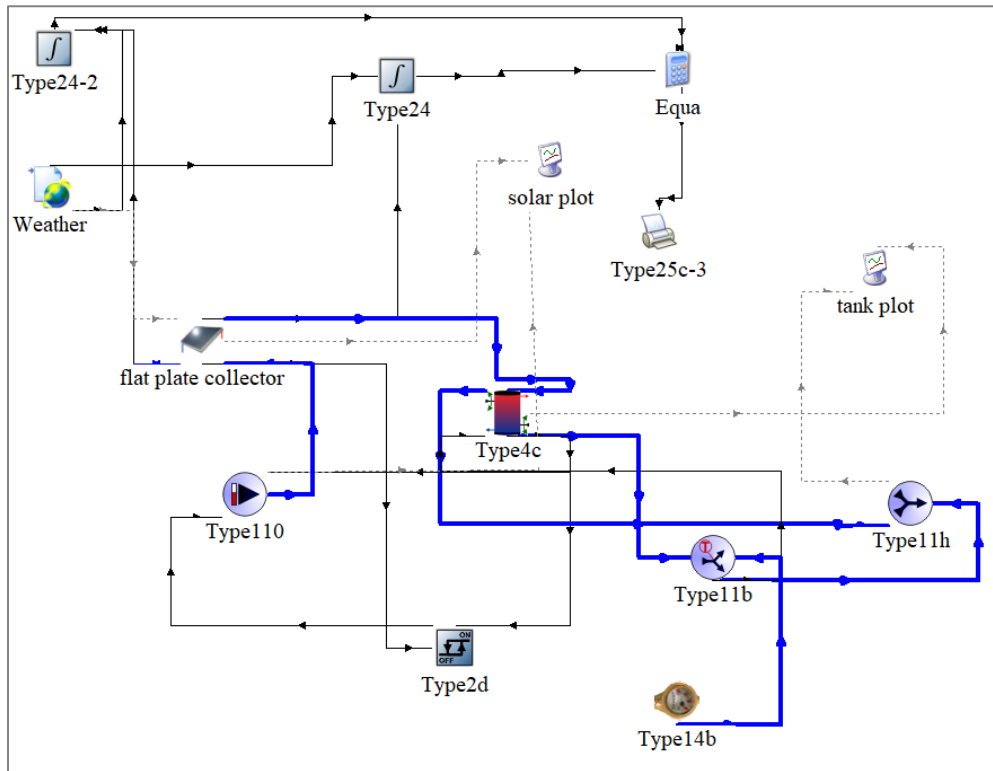 Type24-2
Type24
Equa
Weather
solar plot
Type25c-3
tank plot
flat plate collector
Type4c
Type110
Type11h
T
Type11b
ON
OFF
Type2d
Type14b